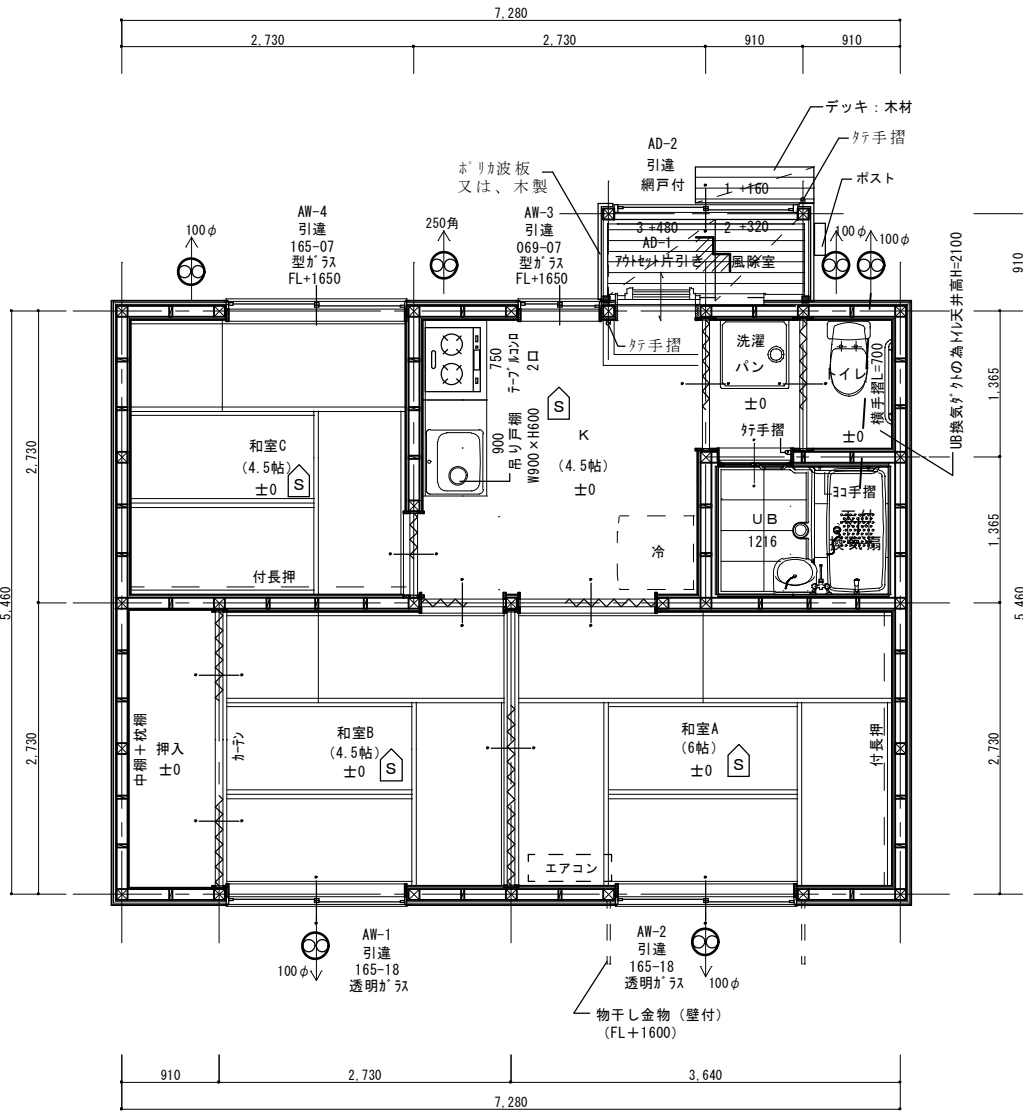 7,280
2,730
2,730
910
910
デッキ：木材
タテ手摺
AD-2
引違
網戸付
ポスト
ポリカ波板
又は、木製
1 +160
2 +320
3 +480
AD-1
アウトセット片引き
風除室
AW-4
引違
165-07
型ガラス
FL+1650
AW-3
引違
069-07
型ガラス
FL+1650
100φ
250角
100φ
100φ
910
UB換気ダクトの為トイレ天井高H=2100
タテ手摺
洗濯
パン
±0
トイレ
±0
横手摺L=700
750
テーブルコンロ
2口
900
吊り戸棚
W900×H600
S
K
(4.5帖)
±0
和室C
(4.5帖)
±0
S
付長押
タテ手摺
ヨコ手摺
UB
1216
換気扇
冷
2,730
2,730
5,460
1,365
1,365
2,730
5,460
中棚＋枕棚
押入
±0
カーテン
和室B
(4.5帖)
±0
S
和室A
(6帖)
±0
S
付長押
エアコン
100φ
AW-1
引違
165-18
透明ガラス
AW-2
引違
165-18
透明ガラス
100φ
物干し金物（壁付）
(FL＋1600)
910
2,730
3,640
7,280